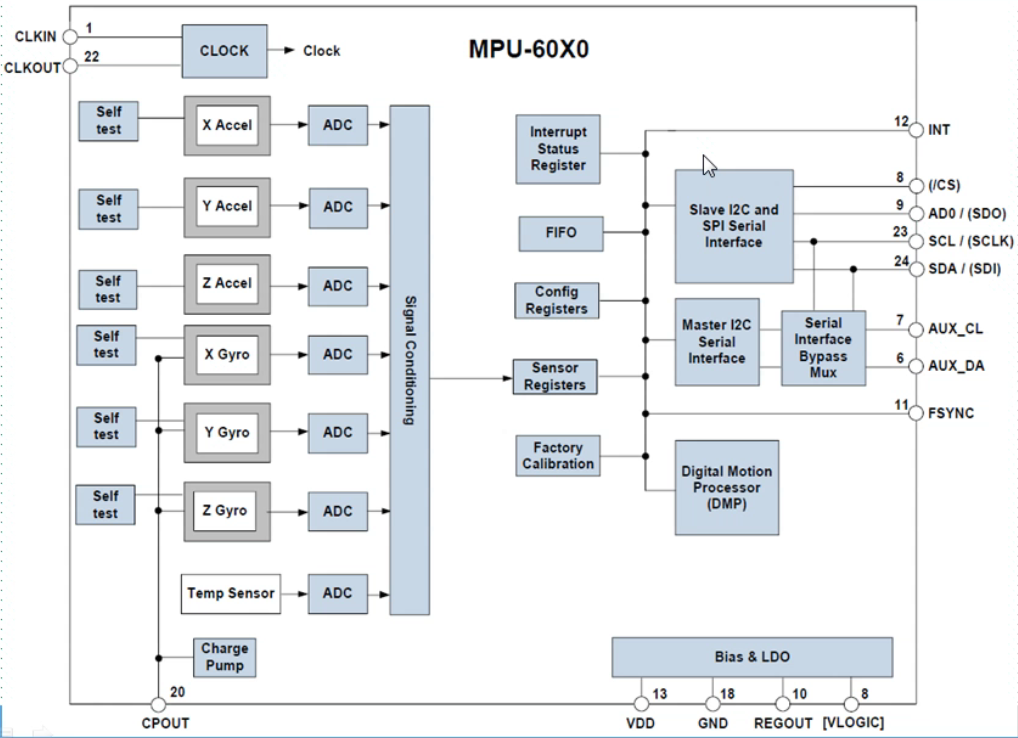 MPU-60X0
CLKIN
1
CLKOUT
22
CLOCK
Clock
Self
test
X Accel
ADC
Self
test
Y Accel
ADC
Self
test
Z Accel
ADC
Self
test
X Gyro
ADC
Self
test
Y Gyro
ADC
Self
test
Z Gyro
ADC
Temp Sensor
ADC
Charge
Pump
20
CPOUT
Signal Conditioning
Interrupt
Status
Register
FIFO
Config
Registers
Sensor
Registers
Factory
Calibration
Slave I2C and
SPI Serial
Interface
Master I2C
Serial
Interface
Serial
Interface
Bypass
Mux
Digital Motion
Processor
(DMP)
12
INT
8
(/CS)
9
AD0 / (SDO)
23
SCL / (SCLK)
24
SDA / (SDI)
7
AUX_CL
6
AUX_DA
11
FSYNC
Bias & LDO
13
VDD
18
GND
10
REGOUT
8
[VLOGIC]